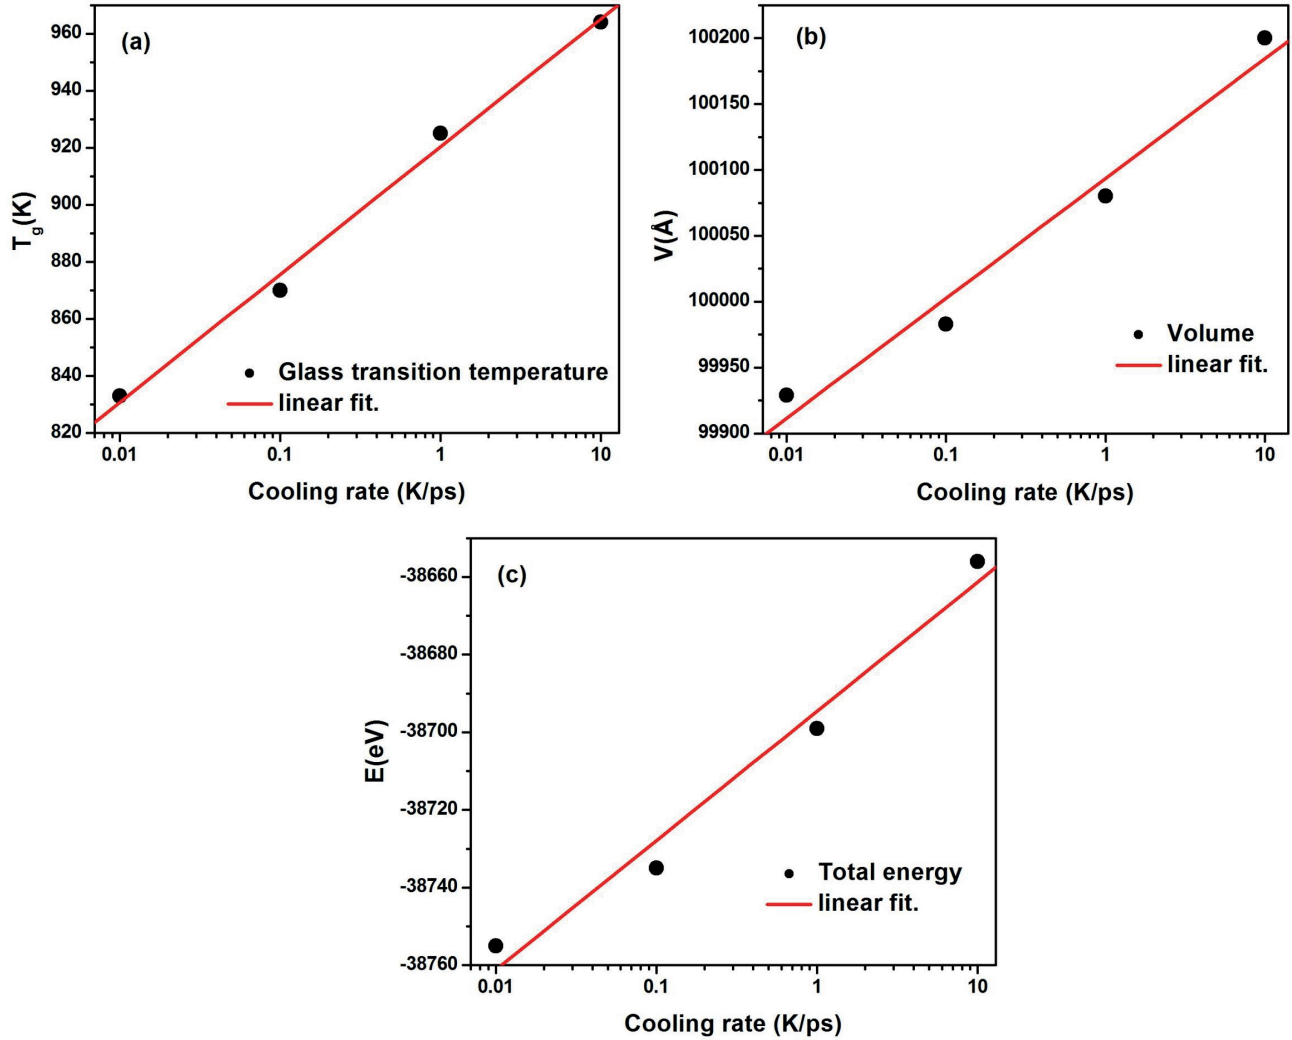 (a)
960
940
920
900
880
860
840
820
Tg(K)
Glass transition temperature
linear fit.
0.01 0.1 1 10
Cooling rate (K/ps)
(b)
100200
100150
100100
100050
100000
99950
99900
V(Å)
Volume
linear fit.
0.01 0.1 1 10
Cooling rate (K/ps)
(c)
-38660
-38680
-38700
-38720
-38740
-38760
E(eV)
Total energy
linear fit.
0.01 0.1 1 10
Cooling rate (K/ps)